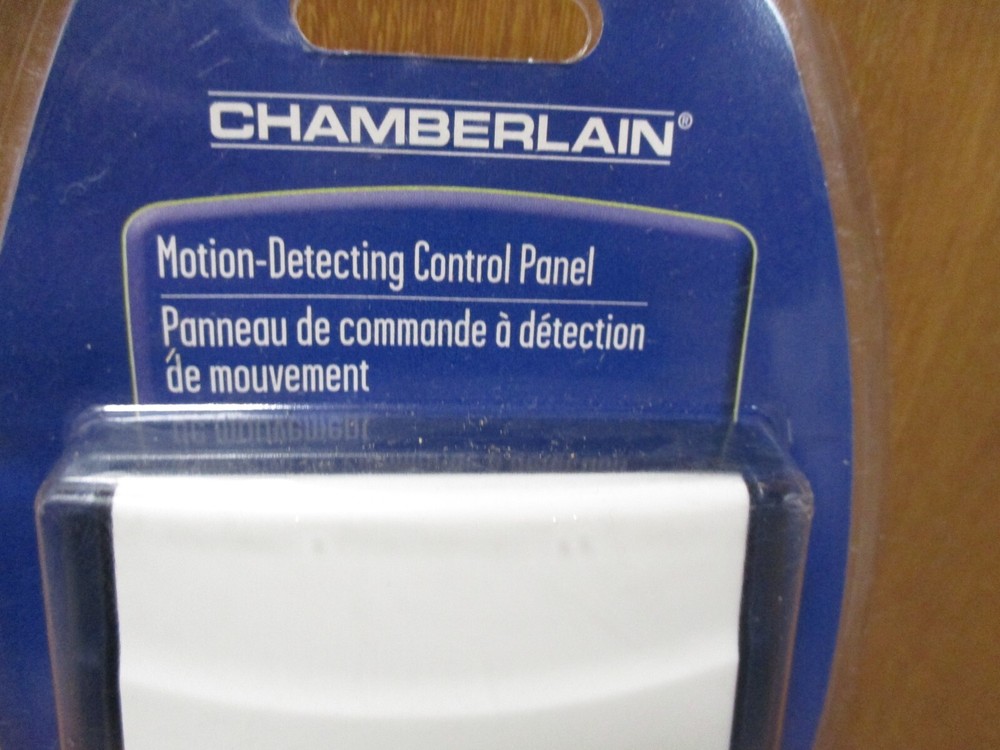 CHAMBERLAIN®
Motion-Detecting Control Panel
Panneau de commande à détection
de mouvement